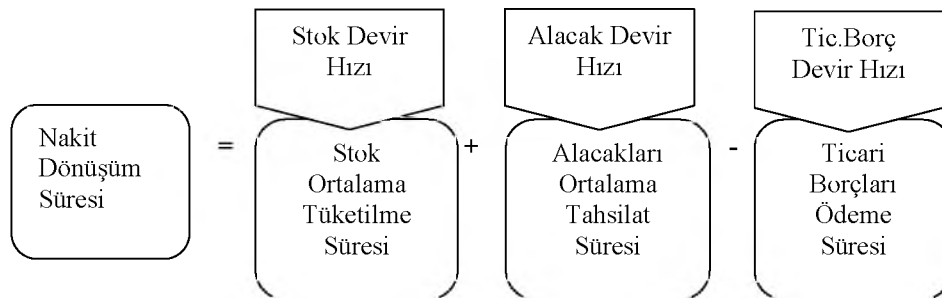 Stok Devir
Hızı
Alacak Devir
Hızı
Tic.Borç
Devir Hızı
Nakit
Dönüşüm
Süresi
=
Stok
Ortalama
Tüketilme
Süresi
+
Alacakları
Ortalama
Tahsilat
Süresi
-
Ticari
Borçları
Ödeme
Süresi